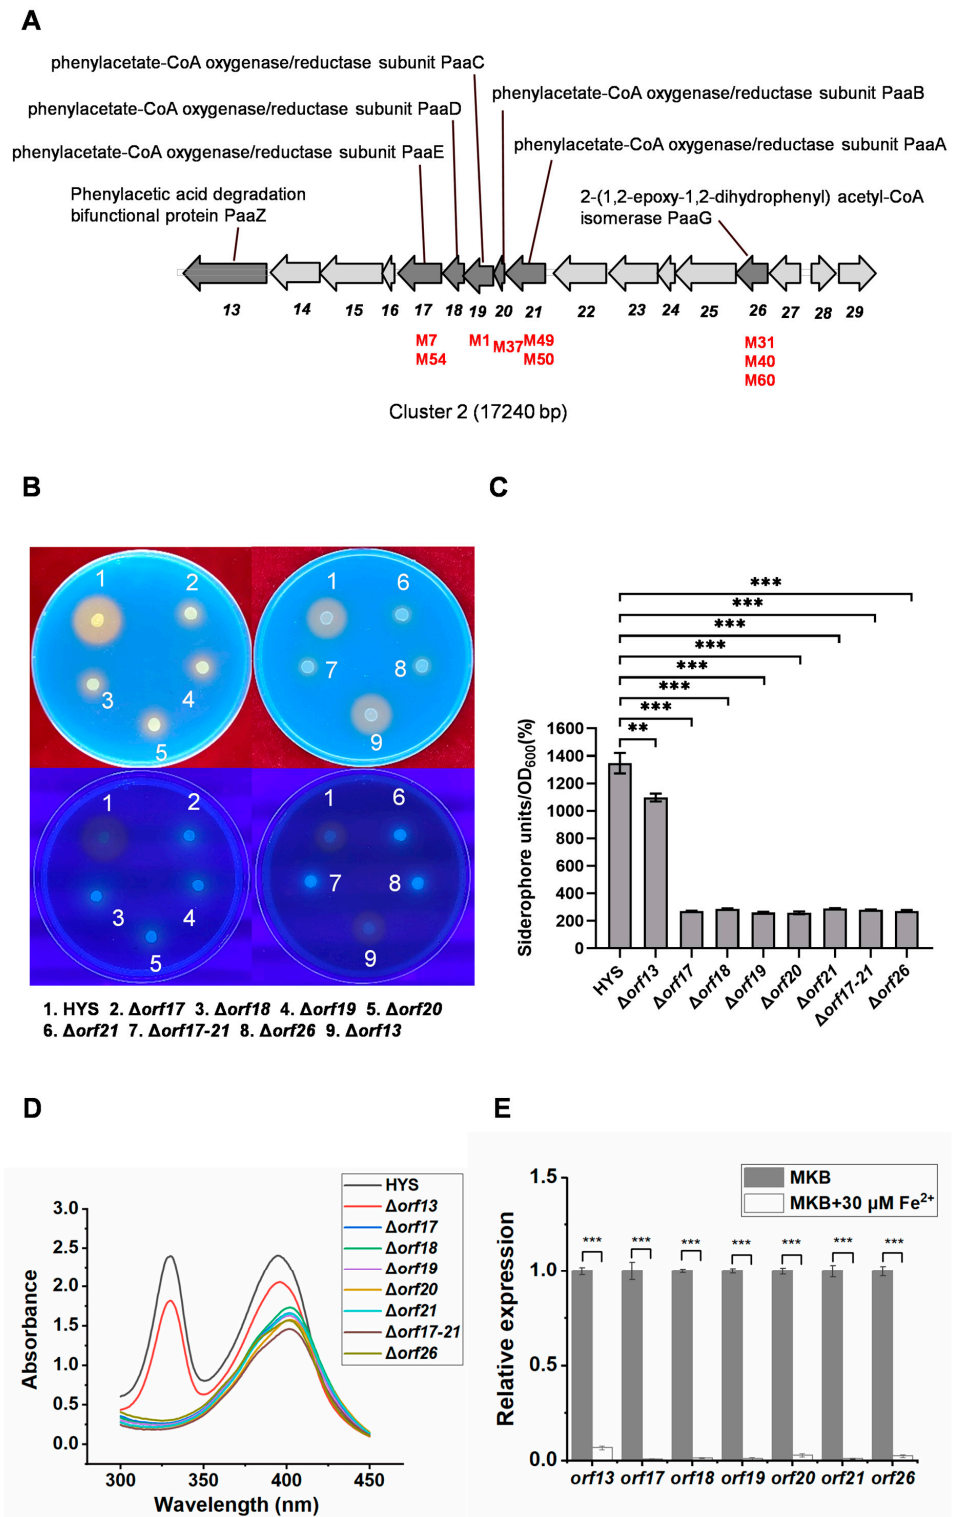 A
phenylacetate-CoA oxygenase/reductase subunit PaaC
phenylacetate-CoA oxygenase/reductase subunit PaaB
phenylacetate-CoA oxygenase/reductase subunit PaaD
phenylacetate-CoA oxygenase/reductase subunit PaaA
phenylacetate-CoA oxygenase/reductase subunit PaaE
Phenylacetic acid degradation
bifunctional protein PaaZ
2-(1,2-epoxy-1,2-dihydrophenyl) acetyl-CoA
isomerase PaaG
13 14 15 16 17 18 19 20 21 22 23 24 25 26 27 28 29
M7 M1 M37 M49 M31
M54 M50 M40
M60
Cluster 2 (17240 bp)
B
1 2
3 4
5
1 6
7 8
9
1 2
3 4
5
1 6
7 8
9
1. HYS 2. Δorf17 3. Δorf18 4. Δorf19 5. Δorf20
6. Δorf21 7. Δorf17-21 8. Δorf26 9. Δorf13
C
***
***
***
***
***
***
***
**
Siderophore units/OD600(%)
1600
1400
1200
1000
800
600
400
200
0
HYS Δorf13 Δorf17 Δorf18 Δorf19 Δorf20 Δorf21 Δorf17-21 Δorf26
D
HYS
Δorf13
Δorf17
Δorf18
Δorf19
Δorf20
Δorf21
Δorf17-21
Δorf26
Absorbance
3.0
2.5
2.0
1.5
1.0
0.5
0.0
300 350 400 450
Wavelength (nm)
E
MKB
MKB+30 μM Fe2+
Relative expression
1.5
1.0
0.5
0.0
*** *** *** *** *** *** ***
orf13 orf17 orf18 orf19 orf20 orf21 orf26